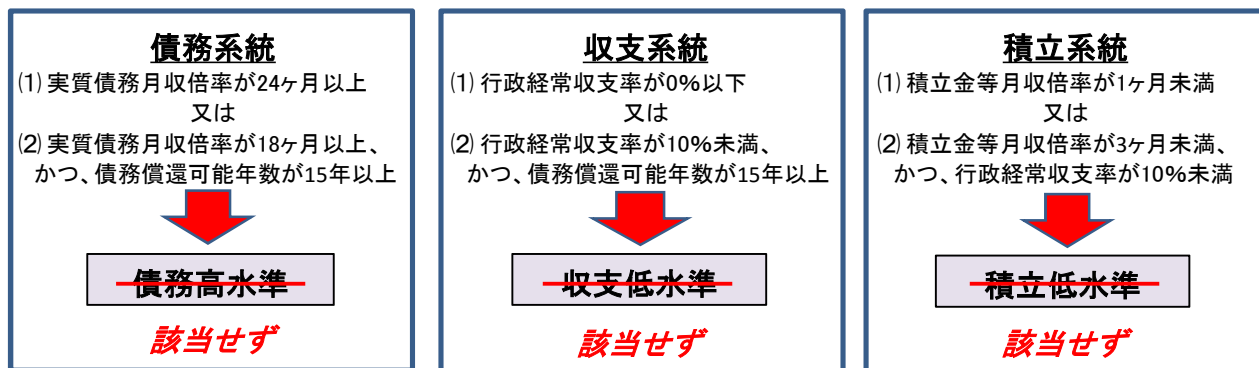 債務系統
⑴ 実質債務月収倍率が24ヶ月以上
又は
⑵ 実質債務月収倍率が18ヶ月以上、
かつ、債務償還可能年数が15年以上
債務高水準
該当せず
収支系統
⑴ 行政経常収支率が0%以下
又は
⑵ 行政経常収支率が10%未満、
かつ、債務償還可能年数が15年以上
収支低水準
該当せず
積立系統
⑴ 積立金等月収倍率が1ヶ月未満
又は
⑵ 積立金等月収倍率が3ヶ月未満、
かつ、行政経常収支率が10%未満
積立低水準
該当せず